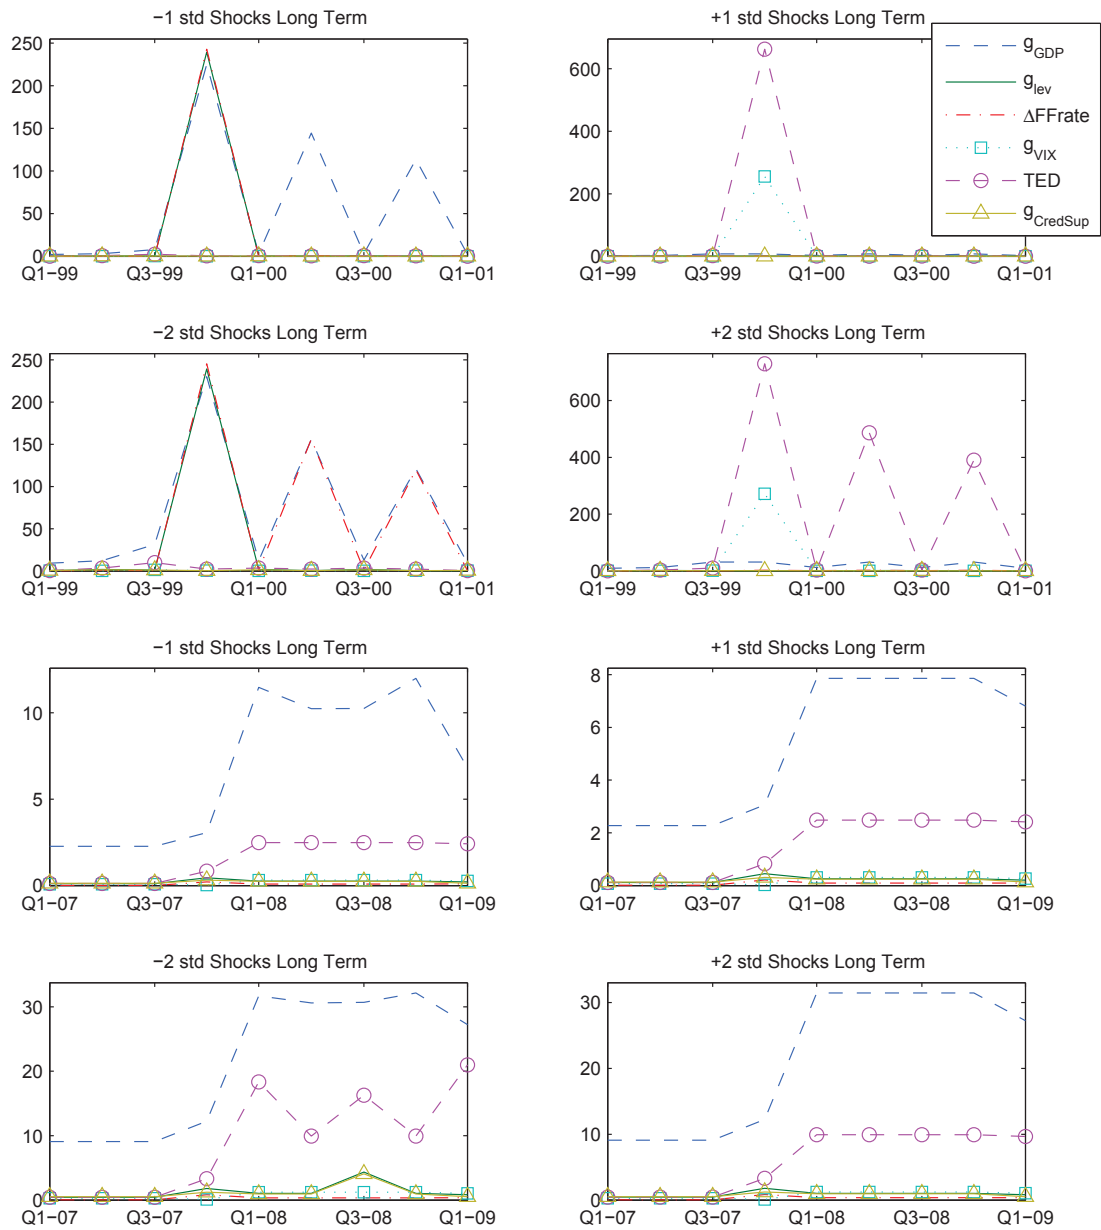 −1 std Shocks Long Term
250
200
150
100
50
0
Q1−99 Q3−99 Q1−00 Q3−00 Q1−01
+1 std Shocks Long Term
600
400
200
0
Q1−99 Q3−99 Q1−00 Q3−00 Q1−01
gGDP
glev
ΔFFrate
gVIX
TED
gCredSup
−2 std Shocks Long Term
250
200
150
100
50
0
Q1−99 Q3−99 Q1−00 Q3−00 Q1−01
+2 std Shocks Long Term
600
400
200
0
Q1−99 Q3−99 Q1−00 Q3−00 Q1−01
−1 std Shocks Long Term
10
5
0
Q1−07 Q3−07 Q1−08 Q3−08 Q1−09
+1 std Shocks Long Term
8
6
4
2
0
Q1−07 Q3−07 Q1−08 Q3−08 Q1−09
−2 std Shocks Long Term
30
20
10
0
Q1−07 Q3−07 Q1−08 Q3−08 Q1−09
+2 std Shocks Long Term
30
20
10
0
Q1−07 Q3−07 Q1−08 Q3−08 Q1−09